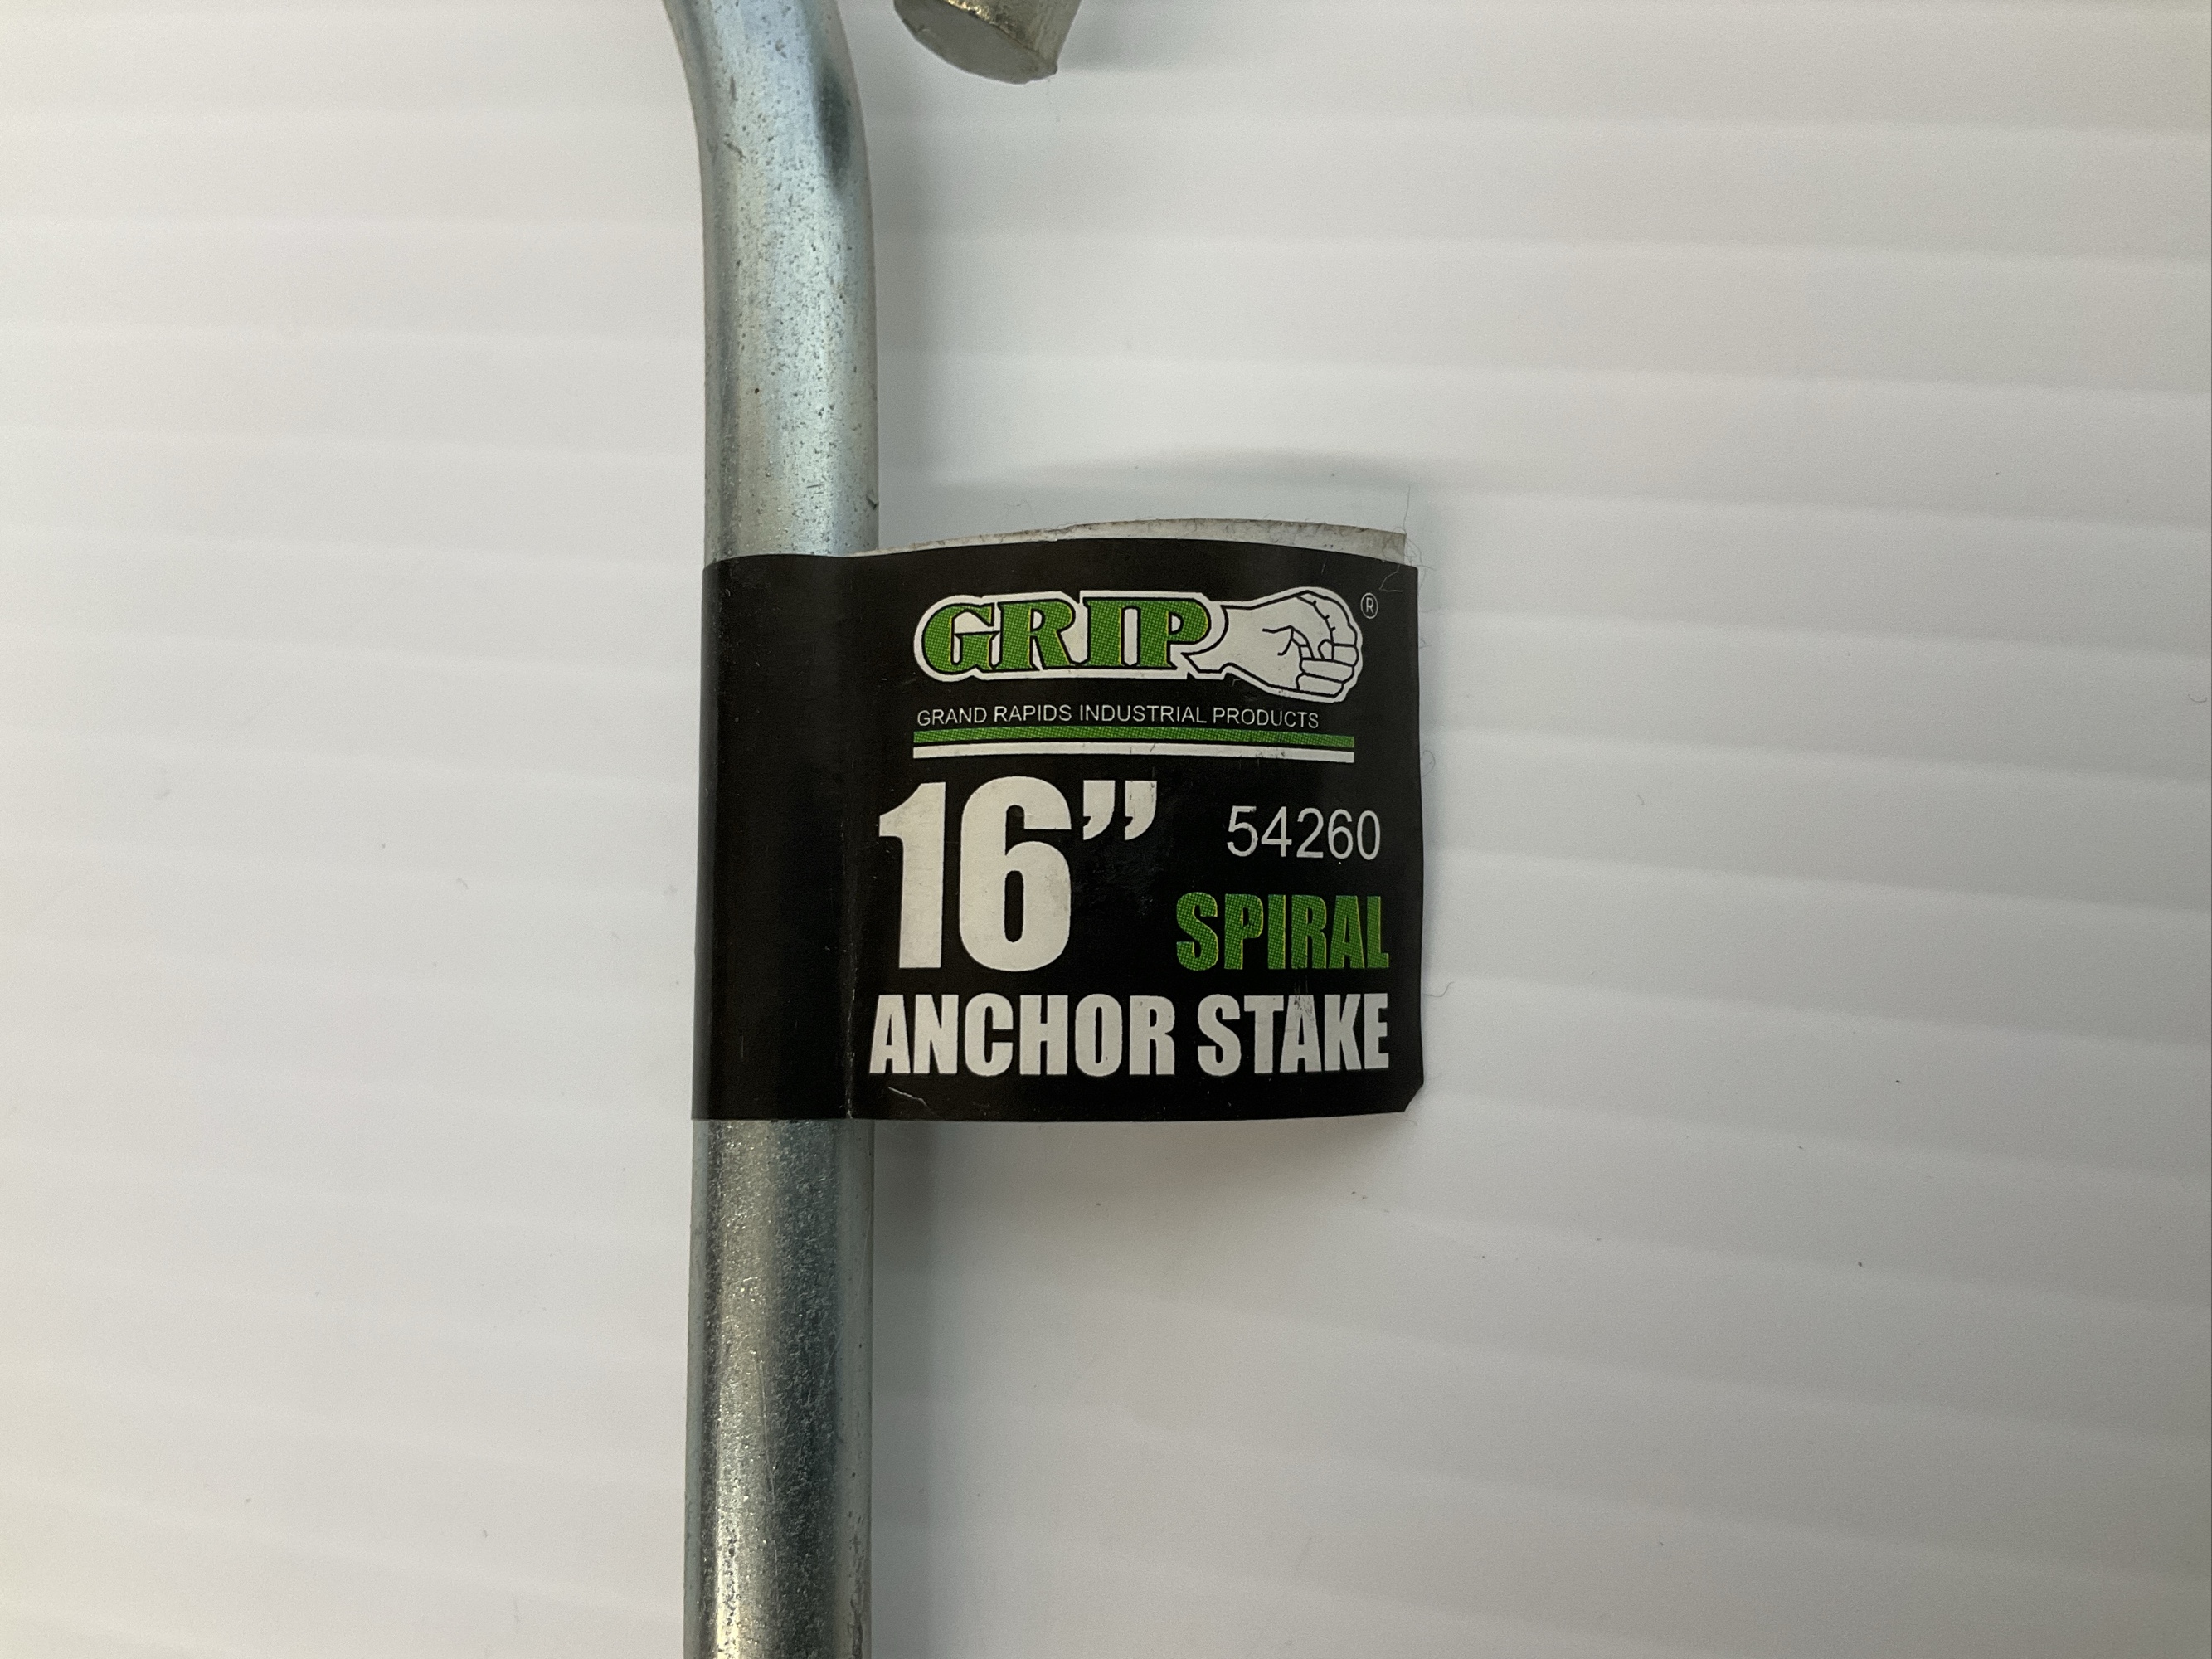 GRIP®
GRAND RAPIDS INDUSTRIAL PRODUCTS
16” 54260
SPIRAL
ANCHOR STAKE